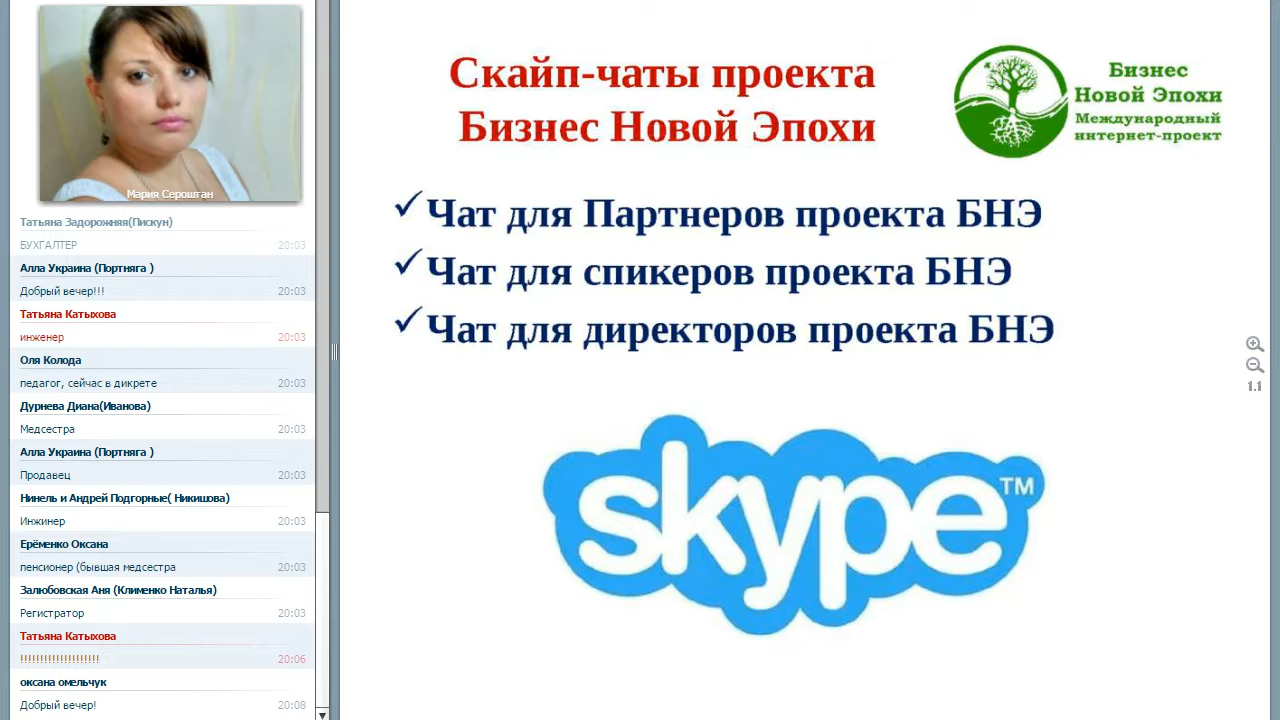 Мария Сероштан
Татьяна Задорожняя(Пискун)
БУХГАЛТЕР 20:03
Алла Украина (Портняга )
Добрый вечер!!! 20:03
Татьяна Катыхова
инженер 20:03
Оля Колода
педагог, сейчас в дикрете 20:03
Дурнева Диана(Иванова)
Медсестра 20:03
Алла Украина (Портняга )
Продавец 20:03
Нинель и Андрей Подгорные( Никишова)
Инжинер 20:03
Ерёменко Оксана
пенсионер (бывшая медсестра 20:03
Залюбовская Аня (Клименко Наталья)
Регистратор 20:03
Татьяна Катыхова
!!!!!!!!!!!!!!!!!!!! 20:06
оксана омельчук
Добрый вечер! 20:08
Скайп-чаты проекта
Бизнес Новой Эпохи
Бизнес
Новой Эпохи
Международный
интернет-проект
✓Чат для Партнеров проекта БНЭ
✓Чат для спикеров проекта БНЭ
✓Чат для директоров проекта БНЭ
skype™
1.1